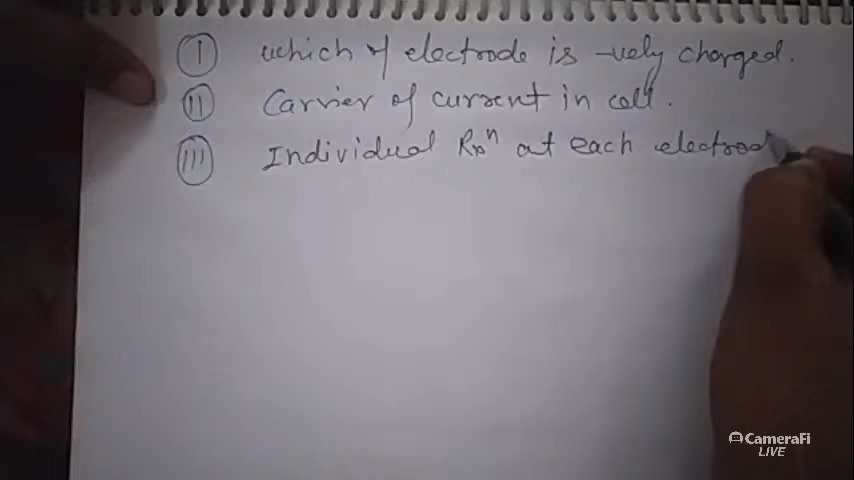 I which of electrode is -vely charged.
II Carrier of current in cell.
III Individual Rxⁿ at each electrod
CameraFi
LIVE